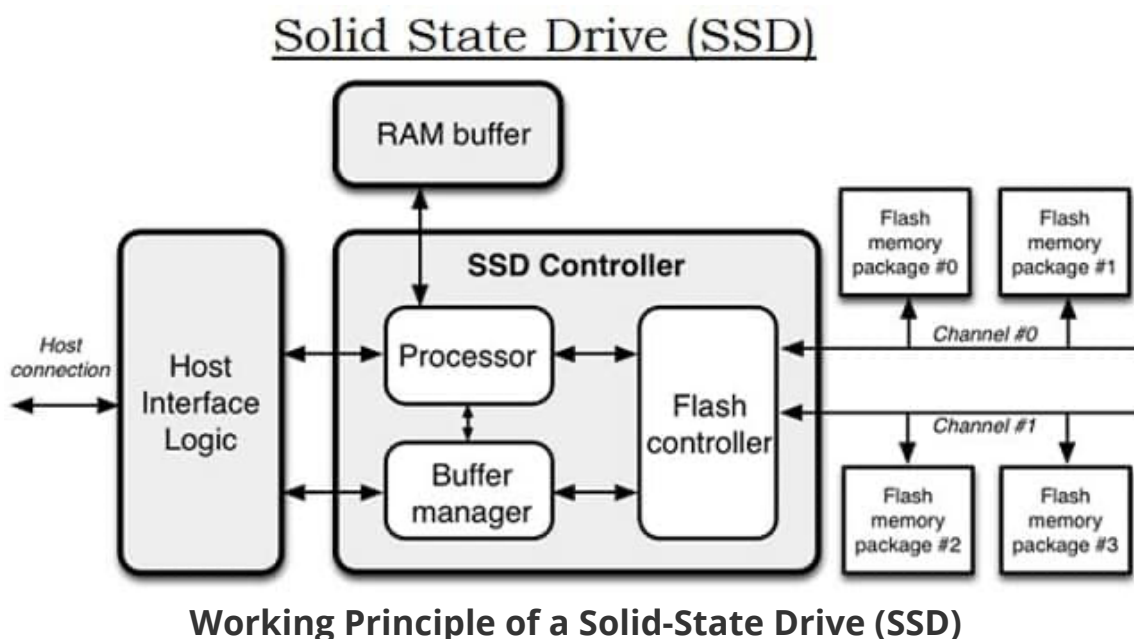 Solid State Drive (SSD)
RAM buffer
SSD Controller
Host
connection
Host
Interface
Logic
Processor
Buffer
manager
Flash
controller
Flash
memory
package #0
Flash
memory
package #1
Channel #0
Channel #1
Flash
memory
package #2
Flash
memory
package #3
Working Principle of a Solid-State Drive (SSD)